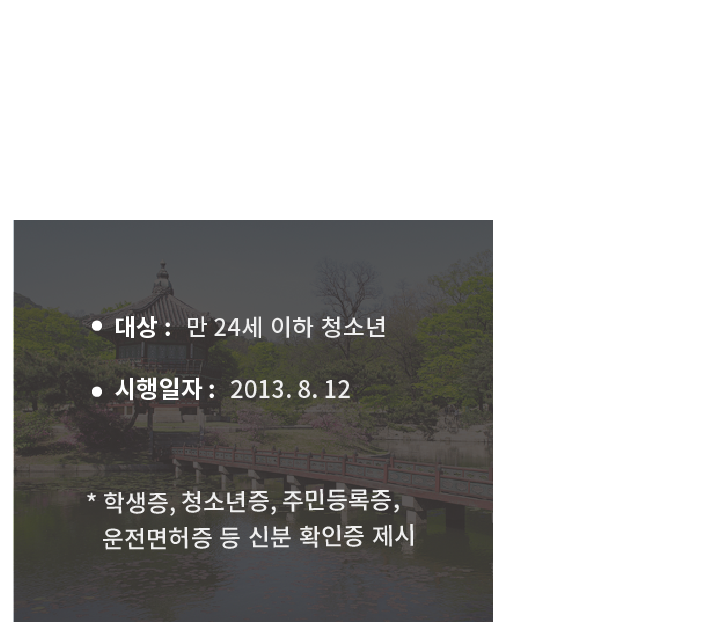 ● 대상 : 만 24세 이하 청소년
● 시행일자 : 2013. 8. 12
* 학생증, 청소년증, 주민등록증,
운전면허증 등 신분 확인증 제시